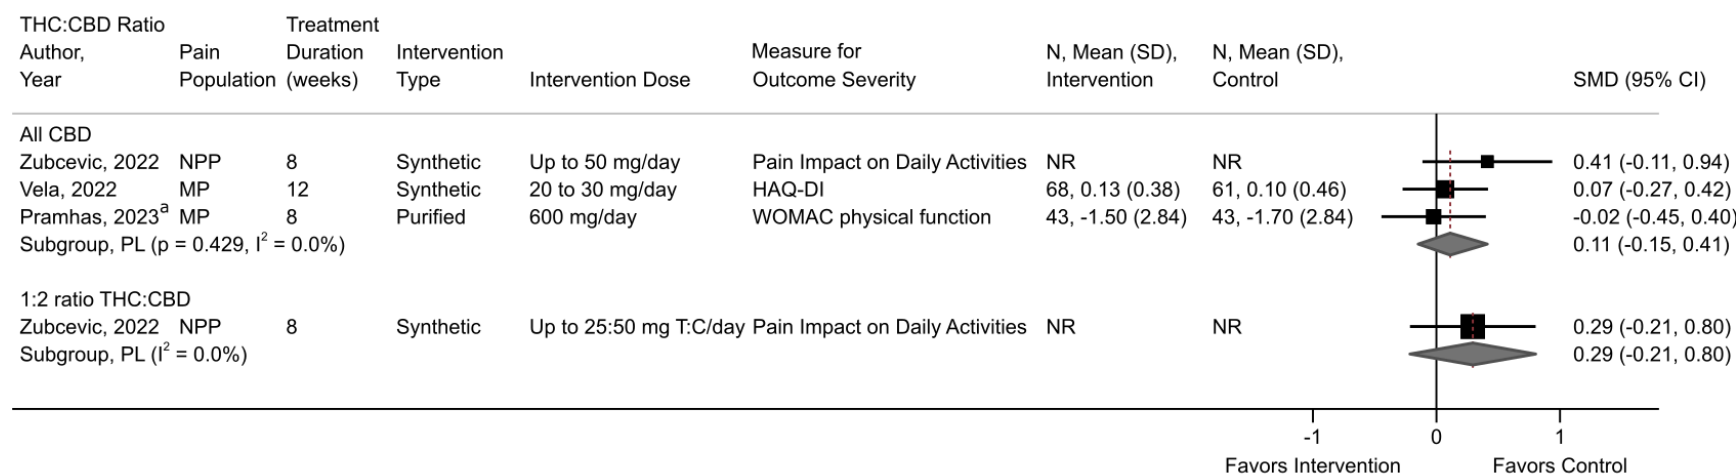 THC:CBD Ratio Treatment
Author, Pain Duration Intervention Measure for N, Mean (SD), N, Mean (SD),
Year Population (weeks) Type Intervention Dose Outcome Severity Intervention Control SMD (95% CI)
All CBD
Zubcevic, 2022 NPP 8 Synthetic Up to 50 mg/day Pain Impact on Daily Activities NR NR 0.41 (-0.11, 0.94)
Vela, 2022 MP 12 Synthetic 20 to 30 mg/day HAQ-DI 68, 0.13 (0.38) 61, 0.10 (0.46) 0.07 (-0.27, 0.42)
Pramhas, 2023a MP 8 Purified 600 mg/day WOMAC physical function 43, -1.50 (2.84) 43, -1.70 (2.84) -0.02 (-0.45, 0.40)
Subgroup, PL (p = 0.429, I2 = 0.0%) 0.11 (-0.15, 0.41)
1:2 ratio THC:CBD
Zubcevic, 2022 NPP 8 Synthetic Up to 25:50 mg T:C/day Pain Impact on Daily Activities NR NR 0.29 (-0.21, 0.80)
Subgroup, PL (I2 = 0.0%) 0.29 (-0.21, 0.80)
-1 0 1
Favors Intervention Favors Control